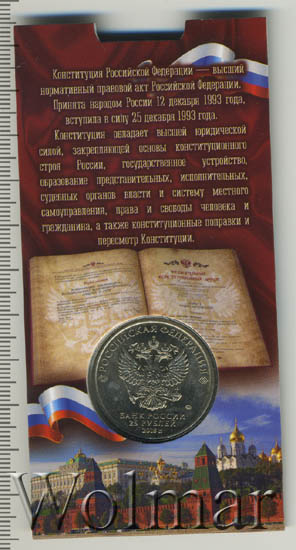 Конституция Российской Федерации — высший
нормативный правовой акт Российской Федерации.
Принята народом России 12 декабря 1993 года,
вступила в силу 25 декабря 1993 года.
Конституция обладает высшей юридической
силой, закрепляющей основы конституционного
строя России, государственное устройство,
образование представительных, исполнительных,
судебных органов власти и систему местного
самоуправления, права и свободы человека и
гражданина, а также конституционные поправки и
пересмотр Конституции.
РОССИЙСКАЯ ФЕДЕРАЦИЯ
БАНК РОССИИ
25 РУБЛЕЙ
2018 г.
Wolmar